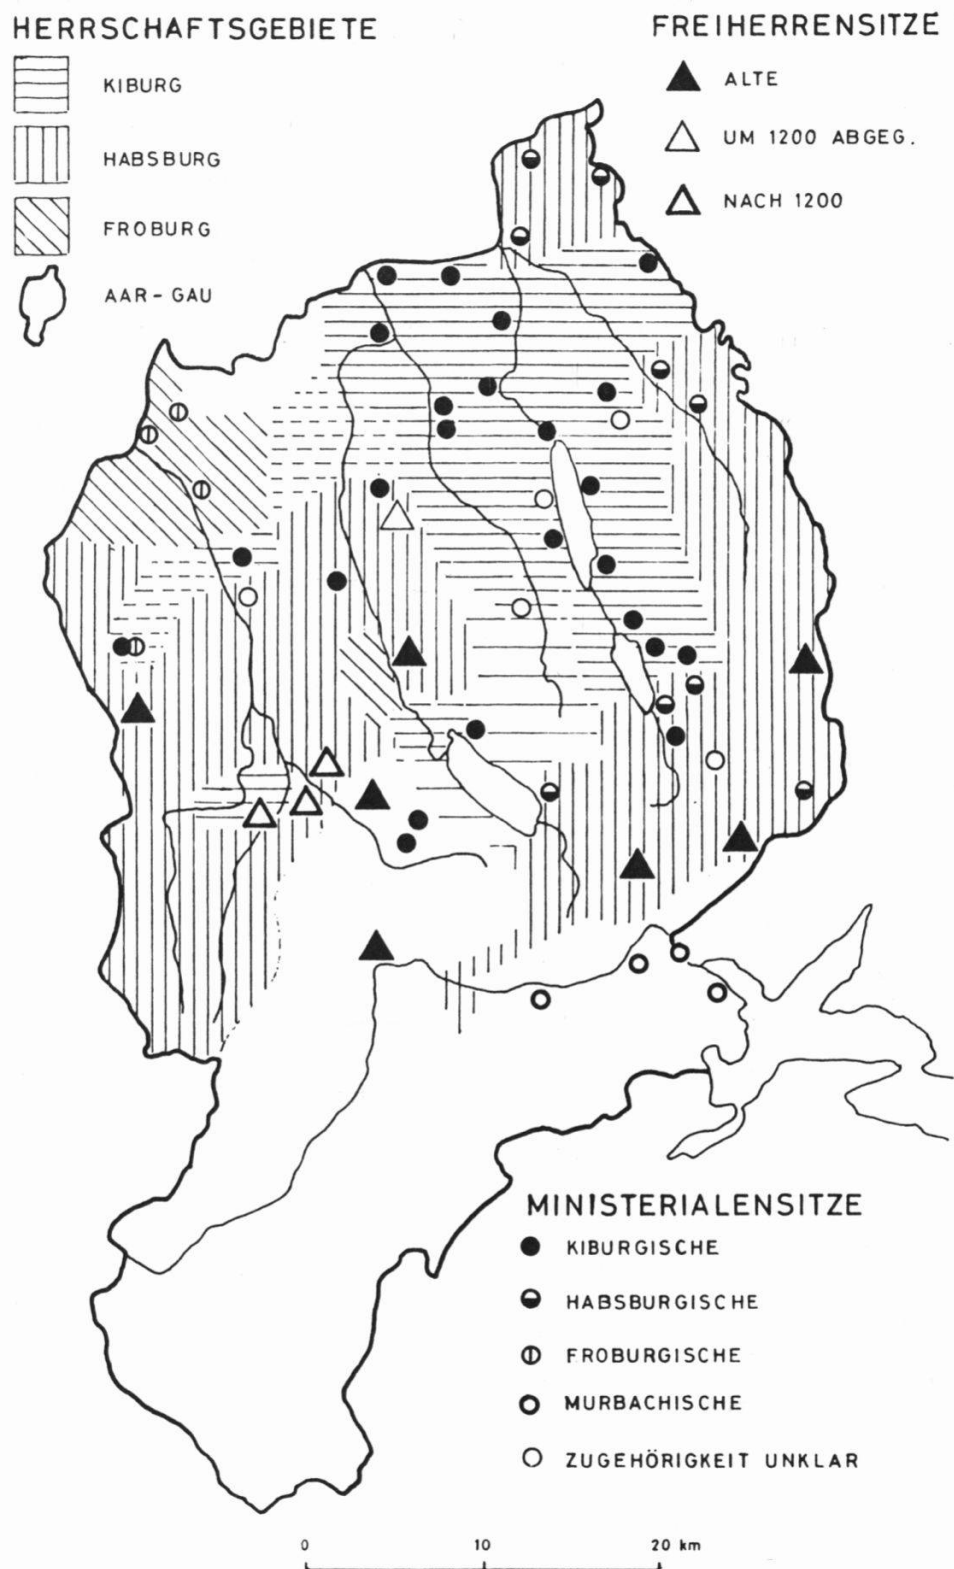 HERRSCHAFTSGEBIETE
KIBURG
HABSBURG
FROBURG
AAR-GAU
FREIHERRENSITZE
ALTE
UM 1200 ABGEG.
NACH 1200
MINISTERIALENSITZE
KIBURGISCHE
HABSBURGISCHE
FROBURGISCHE
MURBACHISCHE
ZUGEHÖRIGKEIT UNKLAR
0 10 20 km